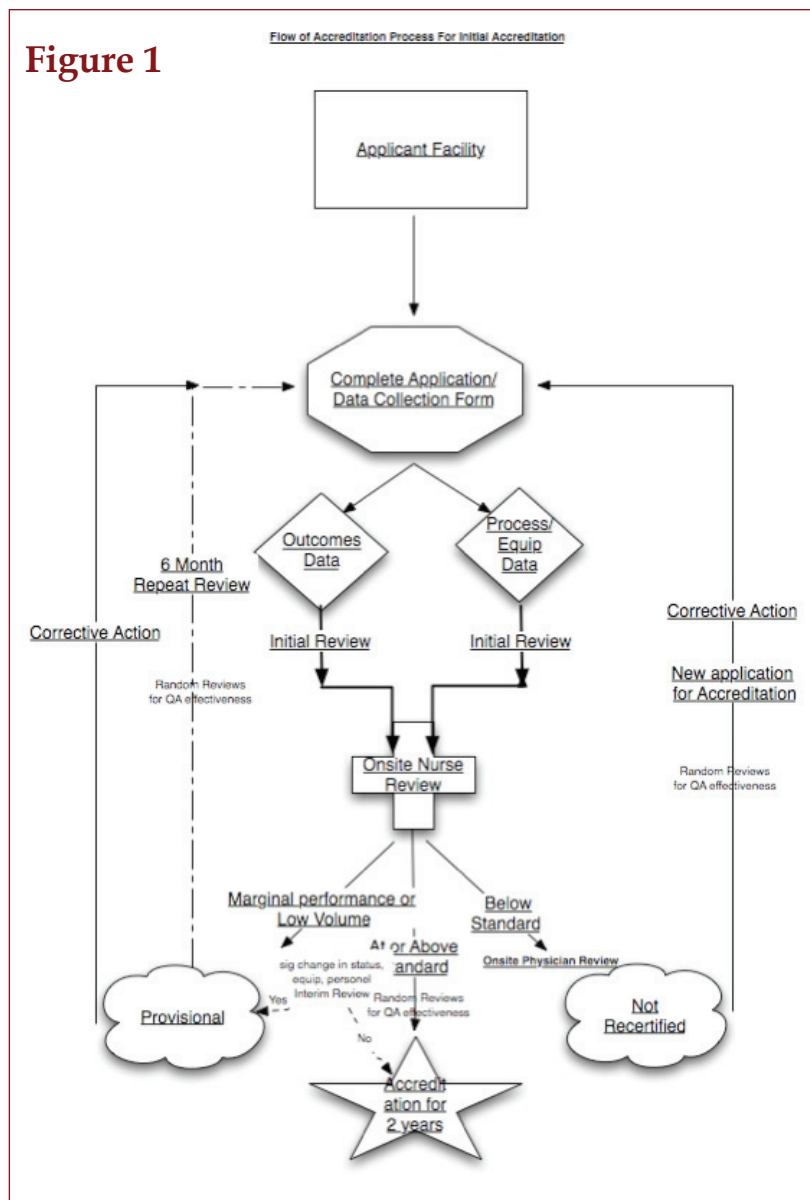 Flow of Accreditation Process For Initial Accreditation
Figure 1
Applicant Facility
Complete Application/
Data Collection Form
Outcomes
Data
Process/
Equip
Data
6 Month
Repeat Review
Corrective Action
Initial Review
Initial Review
Corrective Action
Random Reviews
for QA effectiveness
New application
for Accreditation
Onsite Nurse
Review
Random Reviews
for QA effectiveness
Marginal performance or
Low Volume
Below
Standard
At or Above
tandard
Onsite Physician Review
sig change in status,
equip, personel
Interim Review
Yes
Random Reviews
for QA effectiveness
No
Provisional
Not
Recertified
Accredit
ation for
2 years